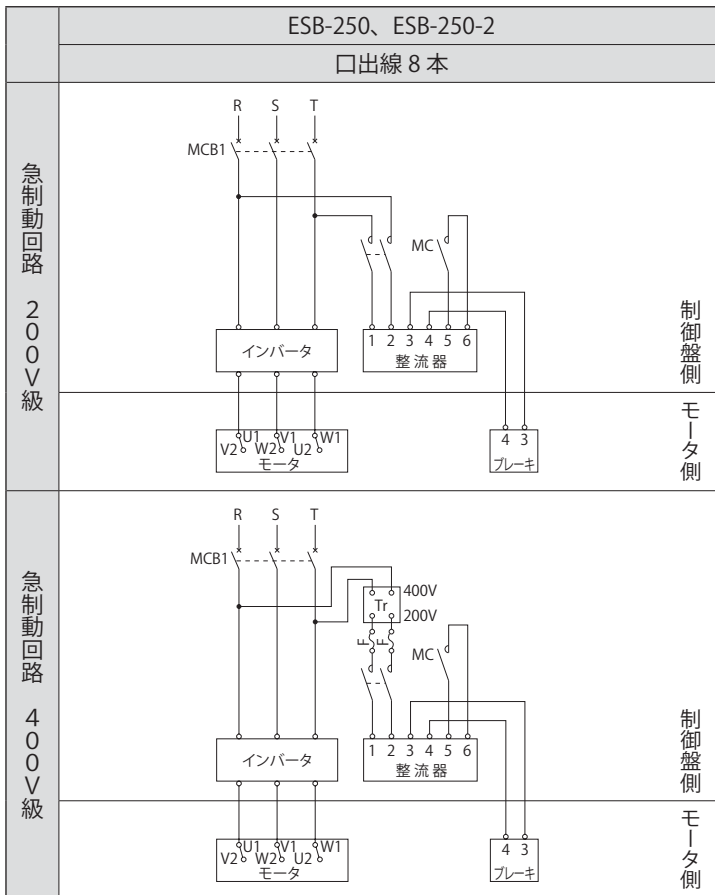 ESB-250、ESB-250-2
口出線 8 本
急制動回路 200V級
R S T
MCB1
MC
1 2 3 4 5 6
インバータ
整流器
制御盤側
U1 V1 W1
V2 W2 U2
モータ
4 3
ブレーキ
モータ側
急制動回路 400V級
R S T
MCB1
400V
Tr
200V
F F
MC
1 2 3 4 5 6
インバータ
整流器
制御盤側
U1 V1 W1
V2 W2 U2
モータ
4 3
ブレーキ
モータ側